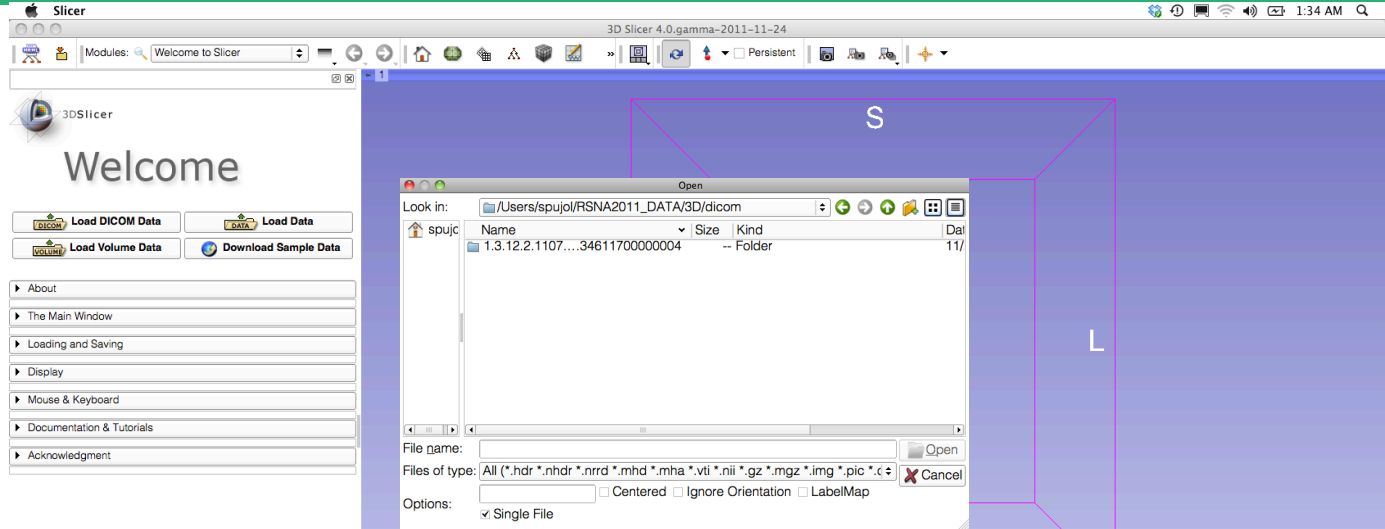 Slicer 1:34 AM
3D Slicer 4.0.gamma-2011-11-24
Modules: Welcome to Slicer » Persistent
1
3DSlicer
Welcome
S
Load DICOM Data Load Data
Load Volume Data Download Sample Data
About
The Main Window
Loading and Saving
Display
Mouse & Keyboard
Documentation & Tutorials
Acknowledgment
Open
Look in: /Users/spujol/RSNA2011_DATA/3D/dicom
spujc Name Size Kind Dat
1.3.12.2.1107....34611700000004 -- Folder 11/
L
File name: Open
Files of type: All (*.hdr *.nhdr *.nrrd *.mhd *.mha *.vti *.nii *.gz *.mgz *.img *.pic *.c Cancel
Options: Centered Ignore Orientation LabelMap
Single File